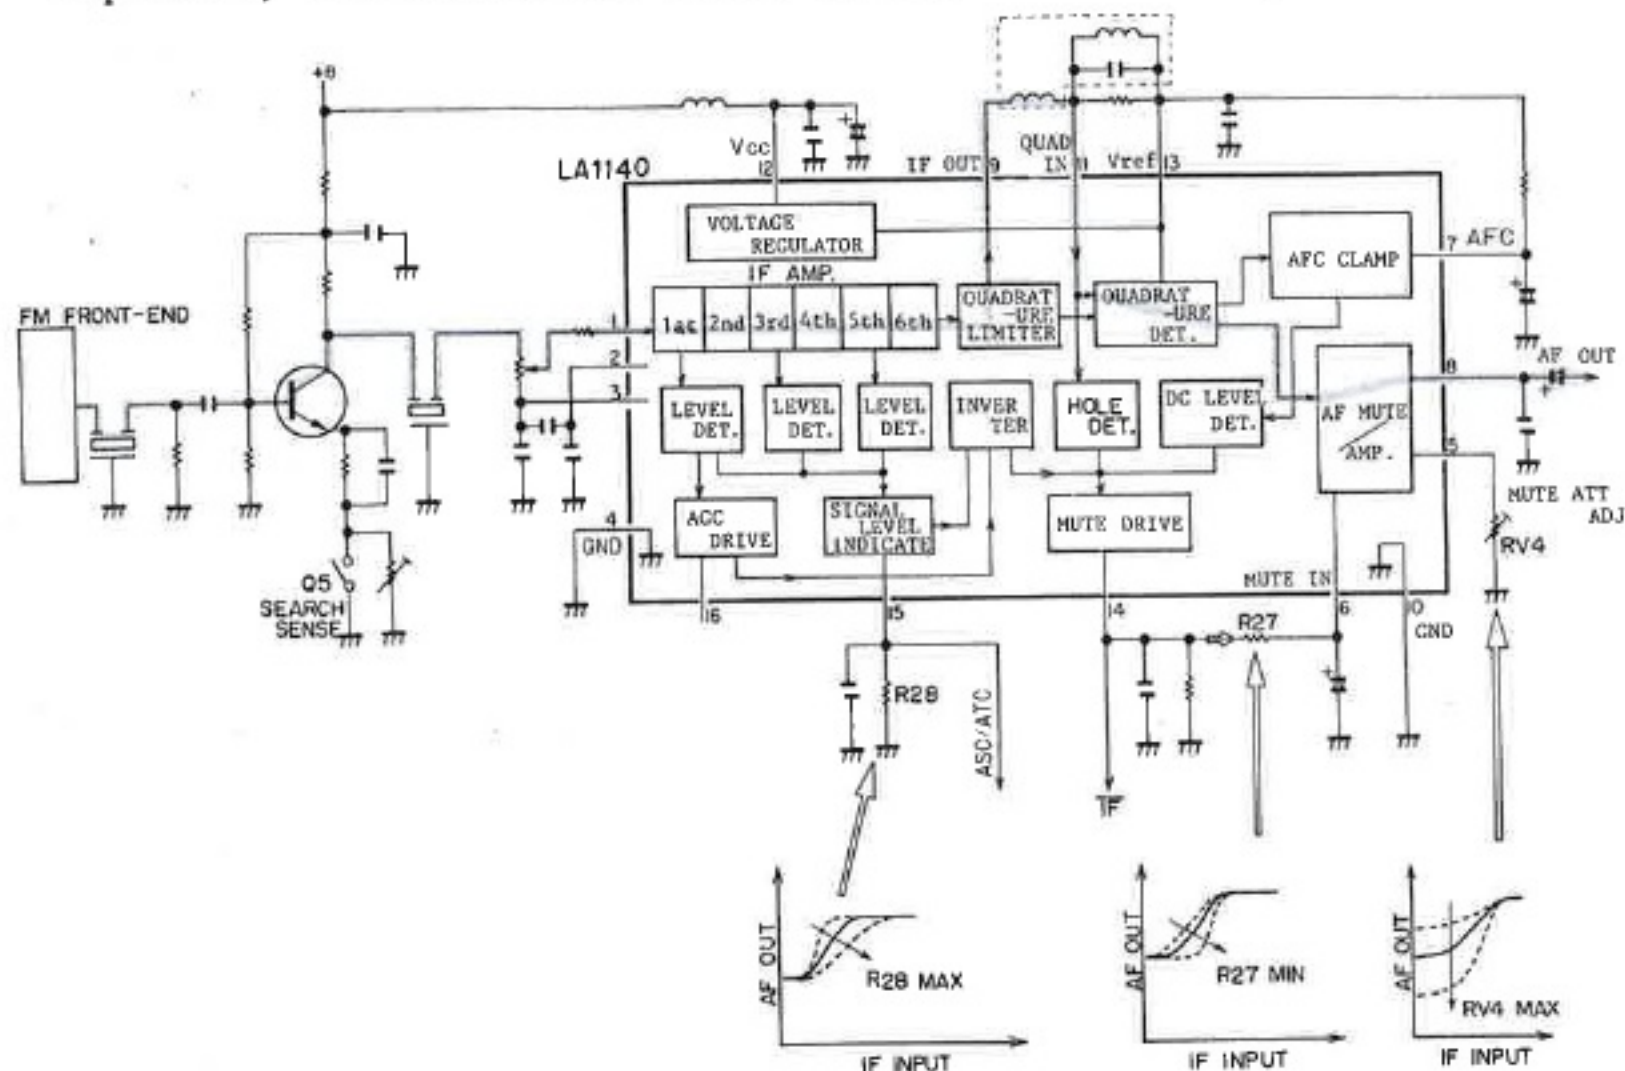 +8
Vcc
12
LA1140
IF OUT 9
QUAD
IN 11
Vref 13
VOLTAGE
REGULATOR
7 AFC
AFC CLAMP
IF AMP.
FM FRONT-END
1
1at
2nd
3rd
4th
5th
6th
QUADRAT
-URE
LIMITER
QUADRAT
-URE
DET.
2
3
AF OUT
8
LEVEL
DET.
LEVEL
DET.
LEVEL
DET.
INVER
TER
HOLE
DET.
DC LEVEL
DET.
AF MUTE
AMP.
5
MUTE ATT
ADJ
RV4
4
GND
AGC
DRIVE
SIGNAL
LEVEL
INDICATE
MUTE DRIVE
Q5
SEARCH
SENSE
MUTE IN
16
15
14
R27
6
10
GND
R28
ASC/ATC
IF
AF OUT
R28 MAX
IF INPUT
AF OUT
R27 MIN
IF INPUT
AF OUT
RV4 MAX
IF INPUT